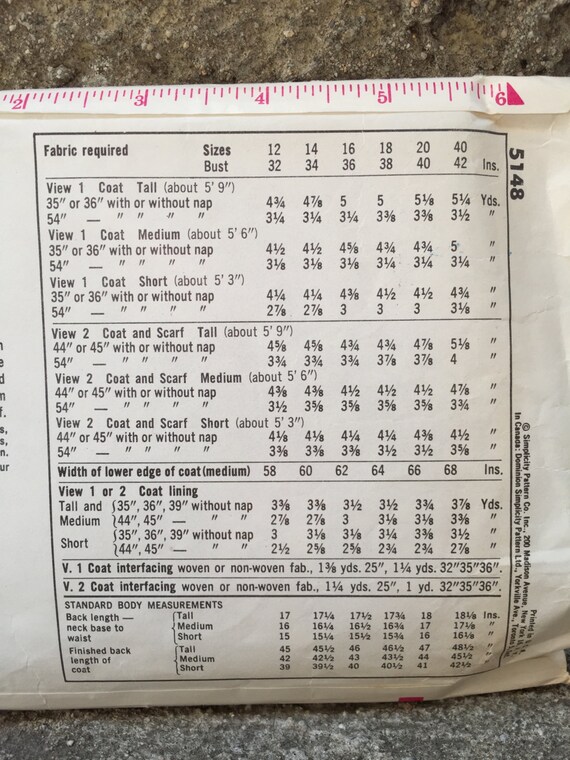 2 3 4 5 6
Fabric required Sizes 12 14 16 18 20 40
Bust 32 34 36 38 40 42 Ins.
View 1 Coat Tall (about 5' 9")
35" or 36" with or without nap 4¾ 4⅞ 5 5 5⅛ 5¼ Yds.
54" — " " " " 3¼ 3¼ 3¼ 3⅜ 3⅜ 3½ "
View 1 Coat Medium (about 5' 6")
35" or 36" with or without nap 4½ 4½ 4⅝ 4¾ 4¾ 5 "
54" — " " " " 3⅛ 3⅛ 3⅛ 3¼ 3¼ 3¼ "
View 1 Coat Short (about 5' 3")
35" or 36" with or without nap 4¼ 4¼ 4⅜ 4½ 4½ 4¾ "
54" — " " " " 2⅞ 2⅞ 3 3 3 3⅛ "
View 2 Coat and Scarf Tall (about 5' 9")
44" or 45" with or without nap 4⅝ 4⅝ 4¾ 4¾ 4⅞ 5⅛ "
54" — " " " " 3¾ 3¾ 3¾ 3⅞ 3⅞ 4 "
View 2 Coat and Scarf Medium (about 5' 6")
44" or 45" with or without nap 4⅜ 4⅜ 4½ 4½ 4½ 4⅞ "
54" — " " " " 3½ 3⅝ 3⅝ 3⅝ 3⅝ 3¾ "
View 2 Coat and Scarf Short (about 5' 3")
44" or 45" with or without nap 4⅛ 4⅛ 4¼ 4¼ 4⅜ 4½ "
54" — " " " " 3⅜ 3⅜ 3⅜ 3½ 3½ 3⅝ "
Width of lower edge of coat (medium) 58 60 62 64 66 68 Ins.
View 1 or 2 Coat lining
Tall and {35", 36", 39" without nap 3⅜ 3⅜ 3½ 3½ 3¾ 3⅞ Yds.
Medium {44", 45" — " " 2⅞ 2⅞ 3 3⅛ 3⅛ 3⅜ "
Short {35", 36", 39" without nap 3 3⅛ 3⅛ 3¼ 3⅜ 3½ "
{44", 45" — " " 2½ 2⅝ 2⅝ 2¾ 2¾ 2⅞ "
V. 1 Coat interfacing woven or non-woven fab., 1⅜ yds. 25", 1¼ yds. 32"35"36".
V. 2 Coat interfacing woven or non-woven fab., 1¼ yds. 25", 1 yd. 32"35"36".
STANDARD BODY MEASUREMENTS
Back length — {Tall 17 17¼ 17½ 17¾ 18 18⅛ Ins.
neck base to {Medium 16 16¼ 16½ 16¾ 17 17⅛ "
waist {Short 15 15¼ 15½ 15¾ 16 16⅛ "
Finished back {Tall 45 45½ 46 46½ 47 48½ "
length of {Medium 42 42½ 43 43½ 44 45½ "
coat {Short 39 39½ 40 40½ 41 42½ "
5148
© Simplicity Pattern Co. Inc., 200 Madison Avenue, New York
In Canada: Dominion Simplicity Pattern Ltd., Yorkville Ave., Toronto
Printed in